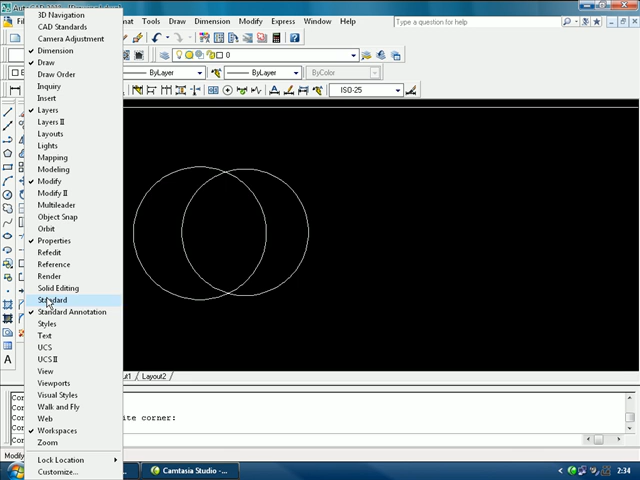 3D Navigation
CAD Standards
Camera Adjustment
Dimension
Draw
Draw Order
Inquiry
Insert
Layers
Layers II
Layouts
Lights
Mapping
Modeling
Modify
Modify II
Multileader
Object Snap
Orbit
Properties
Refedit
Reference
Render
Solid Editing
Standard
Standard Annotation
Styles
Text
UCS
UCS II
View
Viewports
Visual Styles
Walk and Fly
Web
Workspaces
Zoom
Lock Location
Customize...
Tools Draw Dimension Modify Express Window Help
Type a question for help
0
ByLayer ByLayer ByColor
ISO-25
Layout2
ite corner:
Camtasia Studio -...
2:34